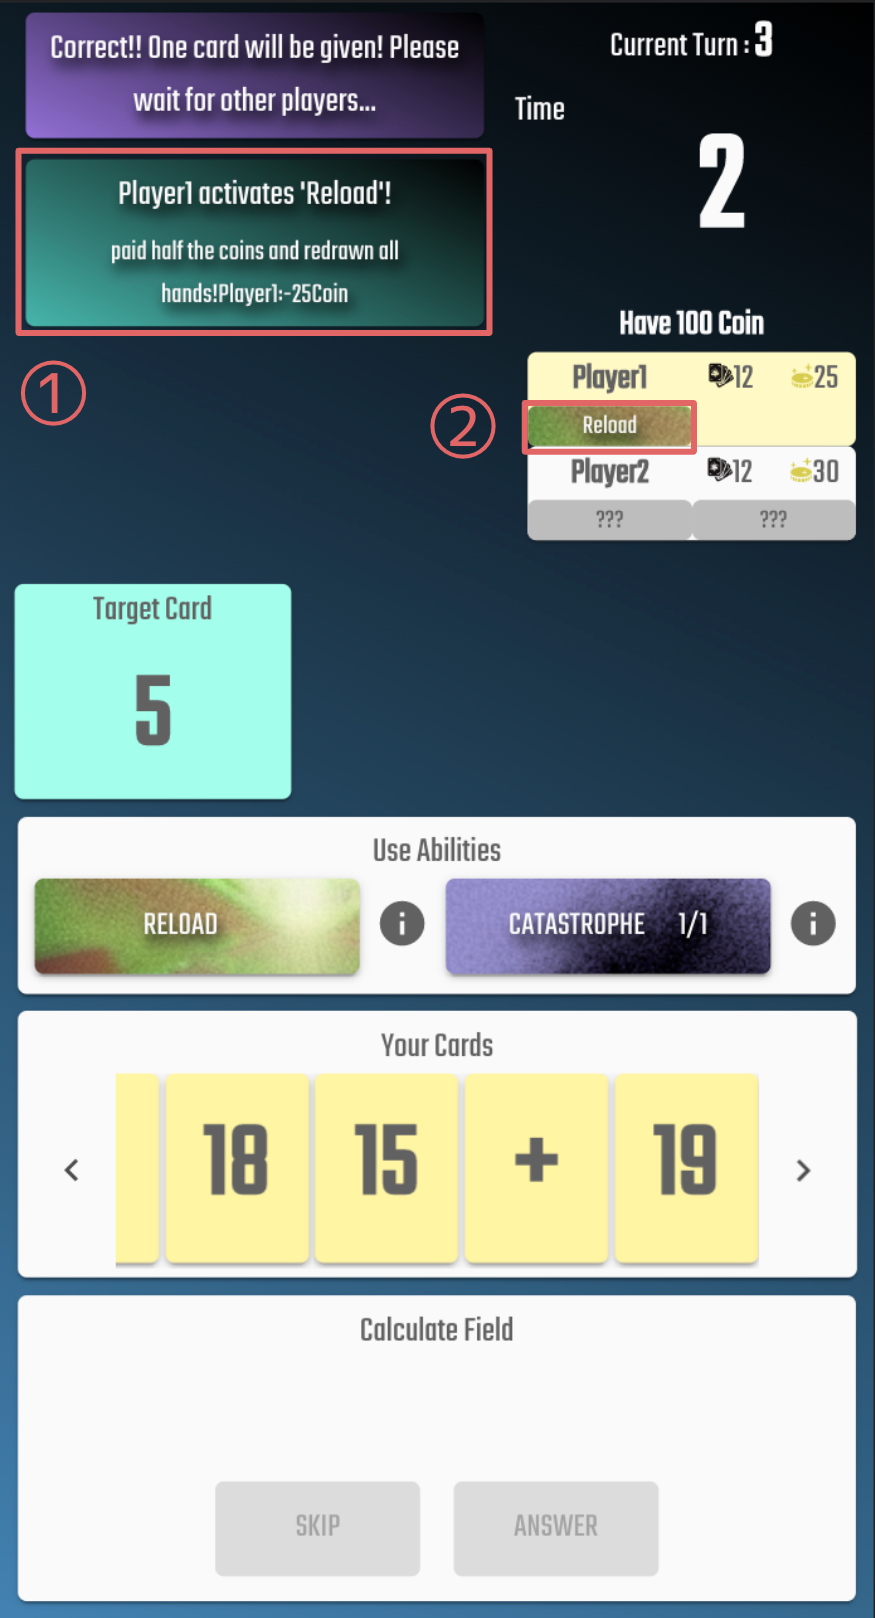 Correct!! One card will be given! Please
wait for other players...
Current Turn : 3
Time
2
Player1 activates 'Reload'!
paid half the coins and redrawn all
hands!Player1:-25Coin
①
Have 100 Coin
Player1 12 25
②
Reload
Player2 12 30
??? ???
Target Card
5
Use Abilities
RELOAD i CATASTROPHE 1/1 i
Your Cards
< 18 15 + 19 >
Calculate Field
SKIP ANSWER